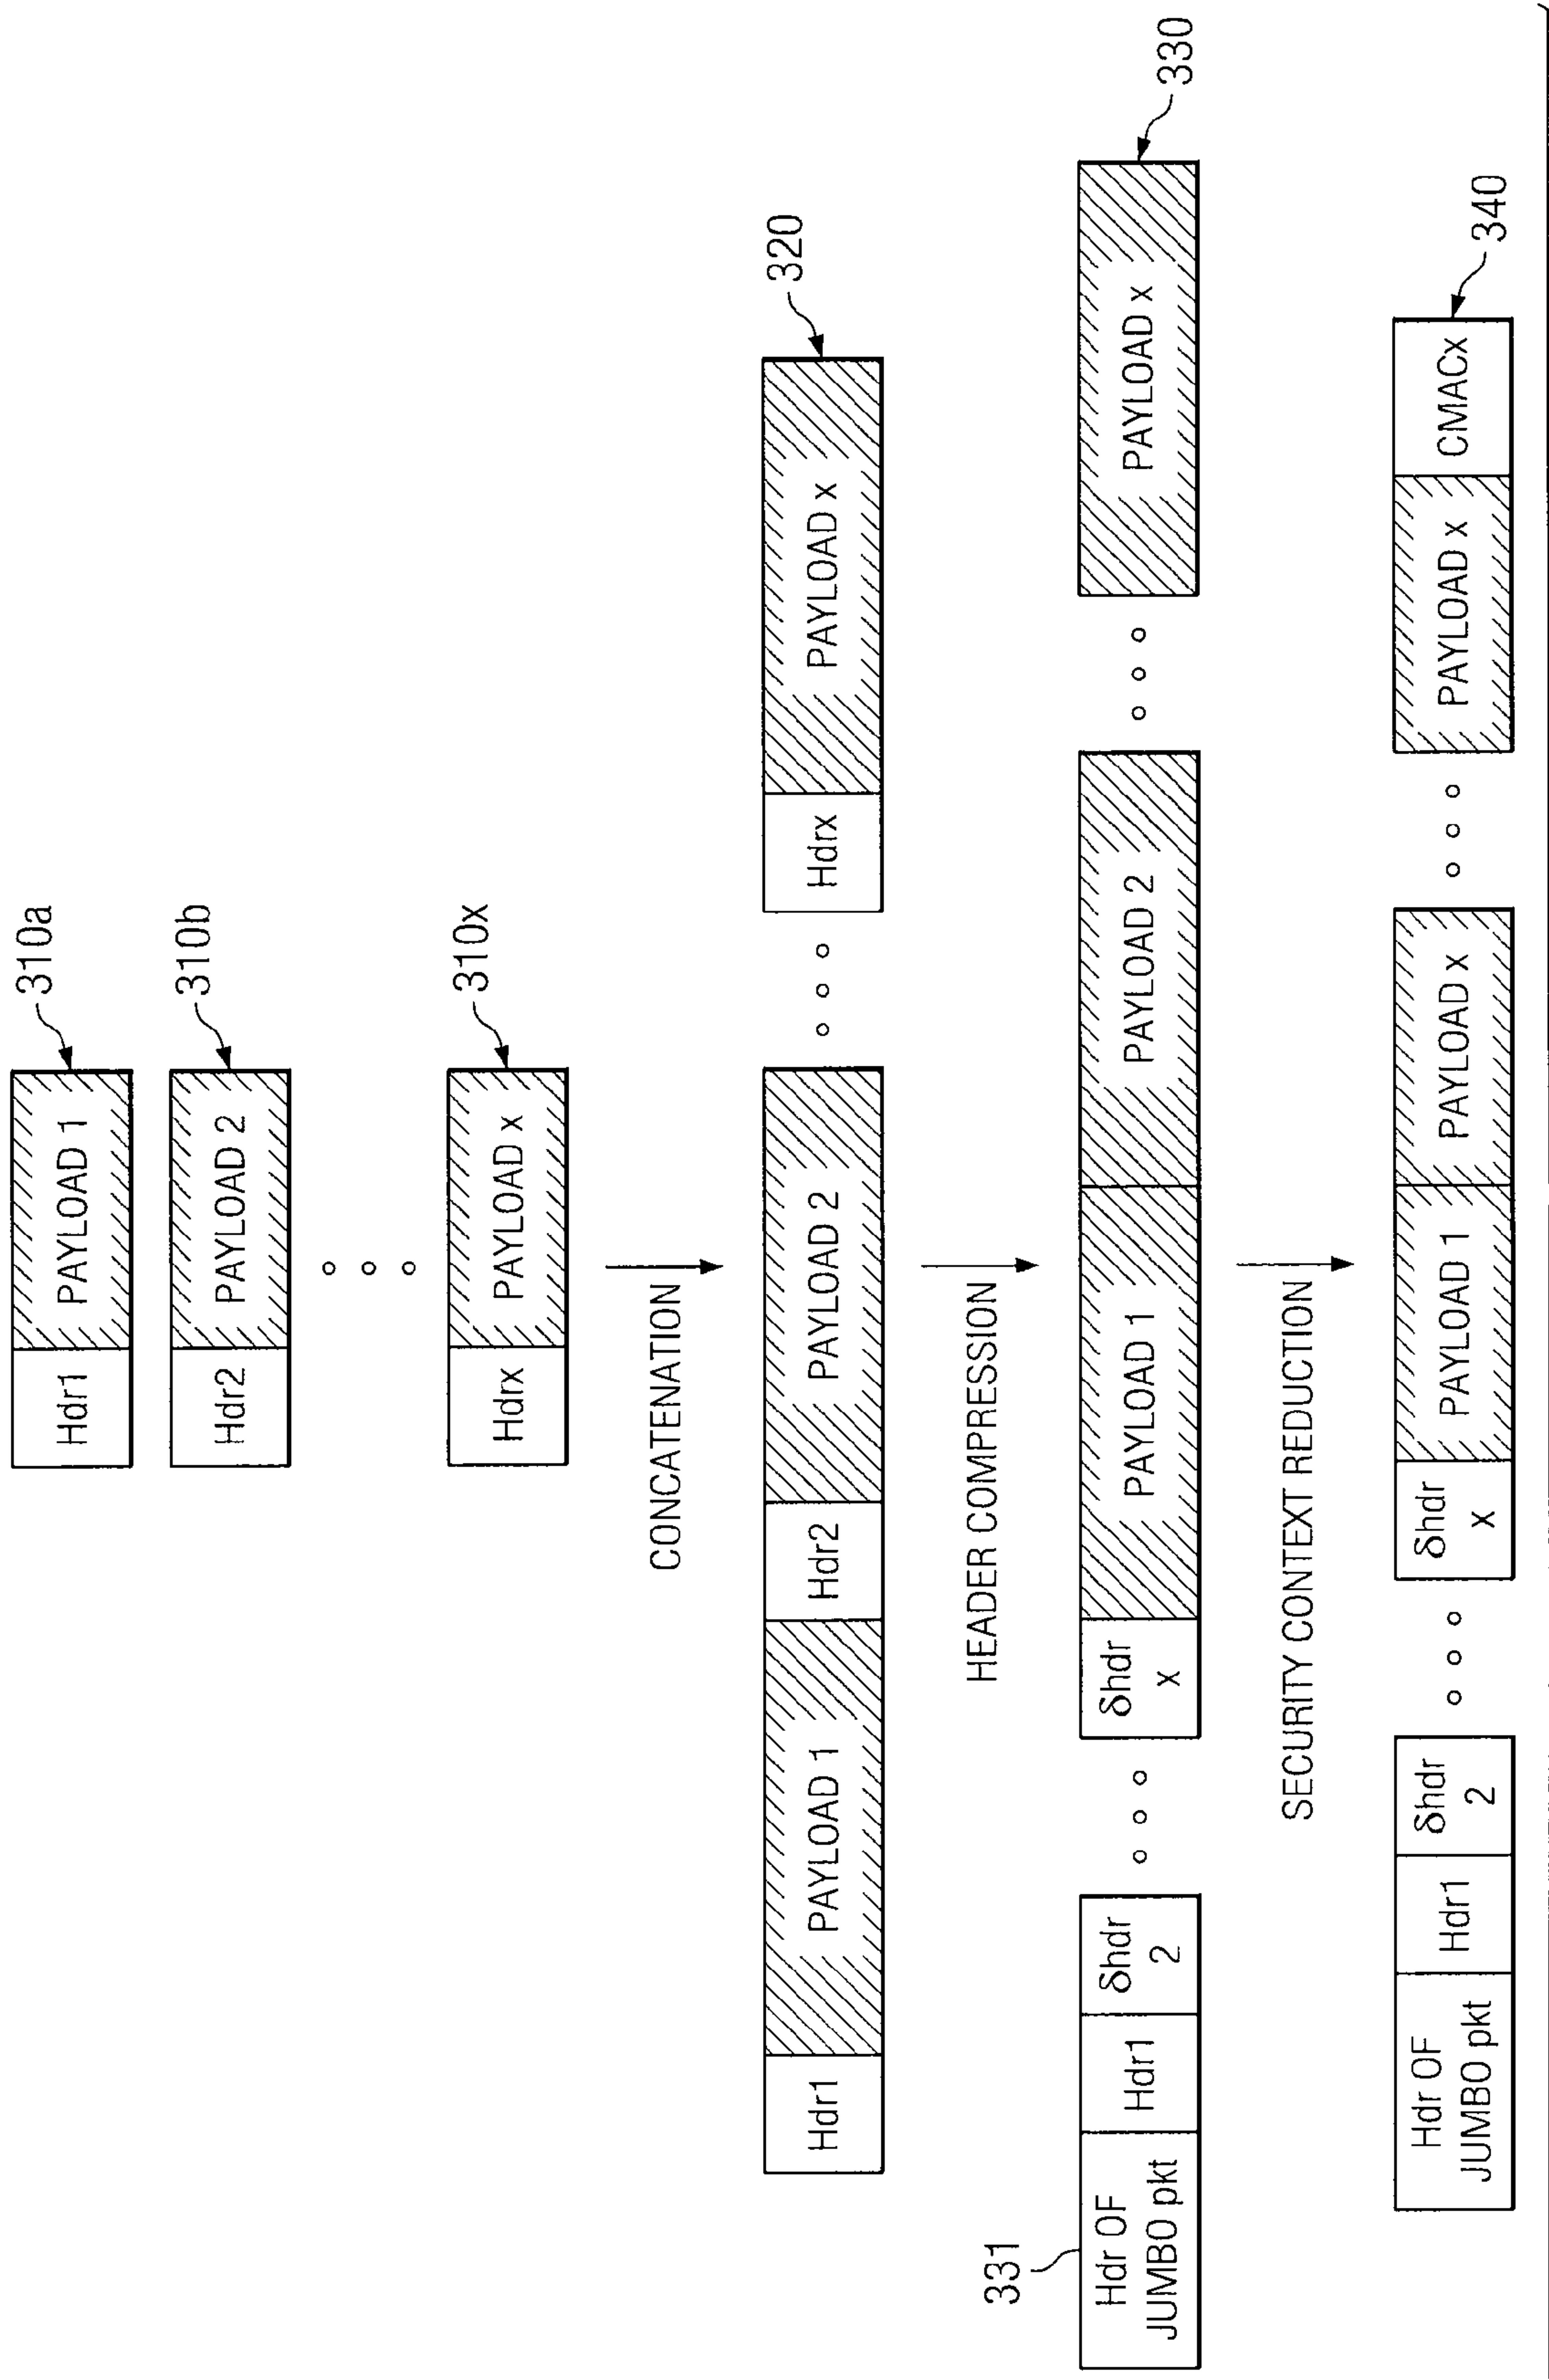 Hdr1 PAYLOAD 1 310a
Hdr2 PAYLOAD 2 310b
Hdrx PAYLOAD x 310x
CONCATENATION
Hdr1 PAYLOAD 1 Hdr2 PAYLOAD 2 Hdrx PAYLOAD x 320
HEADER COMPRESSION
331
Hdr OF
JUMBO pkt
Hdr1
δhdr
2
δhdr
x
PAYLOAD 1 PAYLOAD 2 PAYLOAD x 330
SECURITY CONTEXT REDUCTION
Hdr OF
JUMBO pkt
Hdr1
δhdr
2
δhdr
x
PAYLOAD 1 PAYLOAD x PAYLOAD x CMACx 340